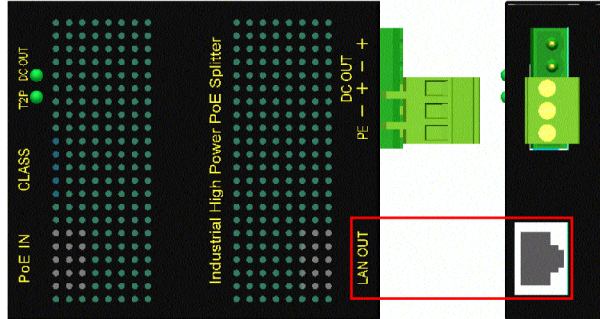 DC OUT
T2P
CLASS
PoE IN
Industrial High Power PoE Splitter
DC OUT
PE - + - +
LAN OUT